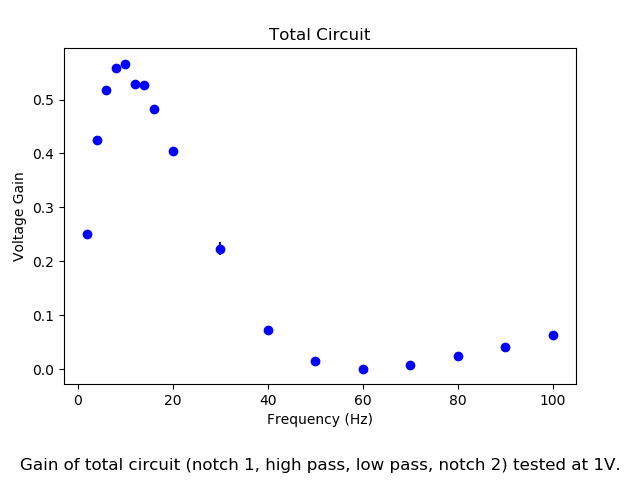 Total Circuit
Voltage Gain
0.5
0.4
0.3
0.2
0.1
0.0
0 20 40 60 80 100
Frequency (Hz)
Gain of total circuit (notch 1, high pass, low pass, notch 2) tested at 1V.